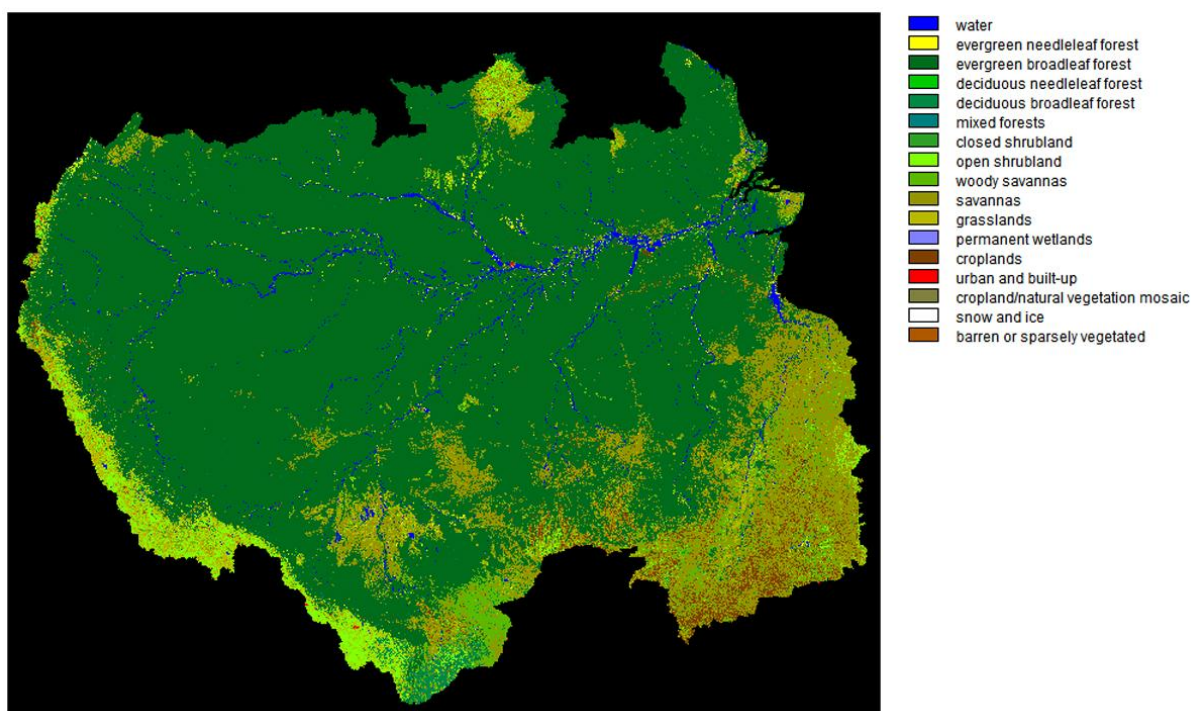 water
evergreen needleleaf forest
evergreen broadleaf forest
deciduous needleleaf forest
deciduous broadleaf forest
mixed forests
closed shrubland
open shrubland
woody savannas
savannas
grasslands
permanent wetlands
croplands
urban and built-up
cropland/natural vegetation mosaic
snow and ice
barren or sparsely vegetated